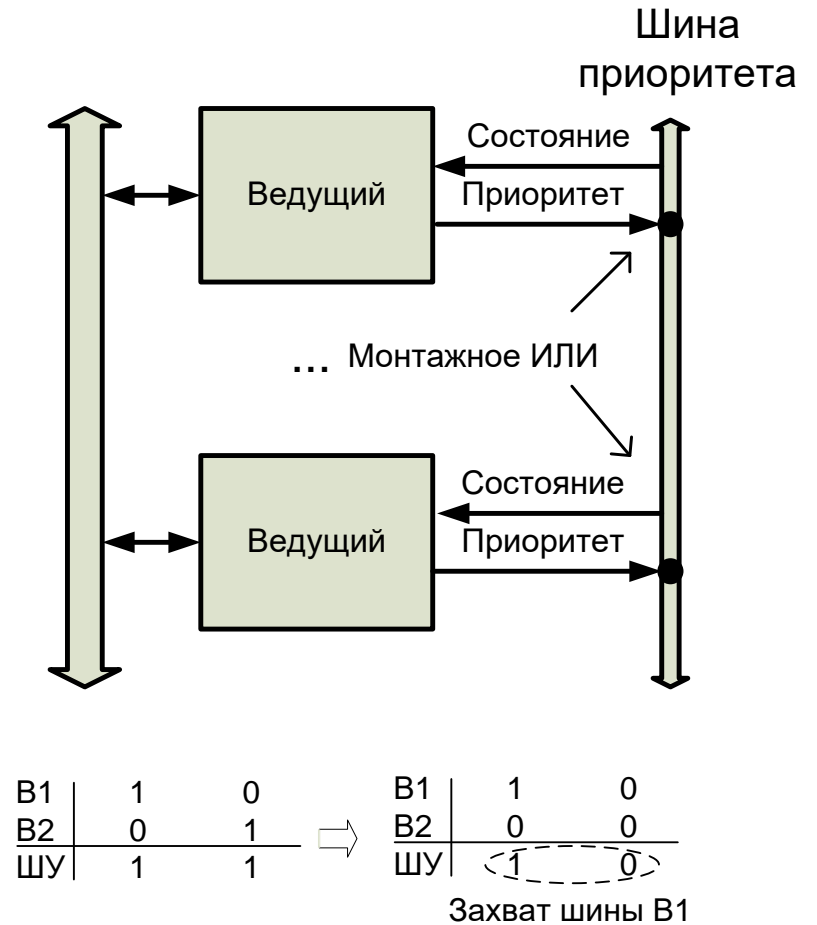 Шина
приоритета
Состояние
Ведущий
Приоритет
... Монтажное ИЛИ
Состояние
Ведущий
Приоритет
В1 1 0
В2 0 1
ШУ 1 1
В1 1 0
В2 0 0
ШУ 1 0
Захват шины В1